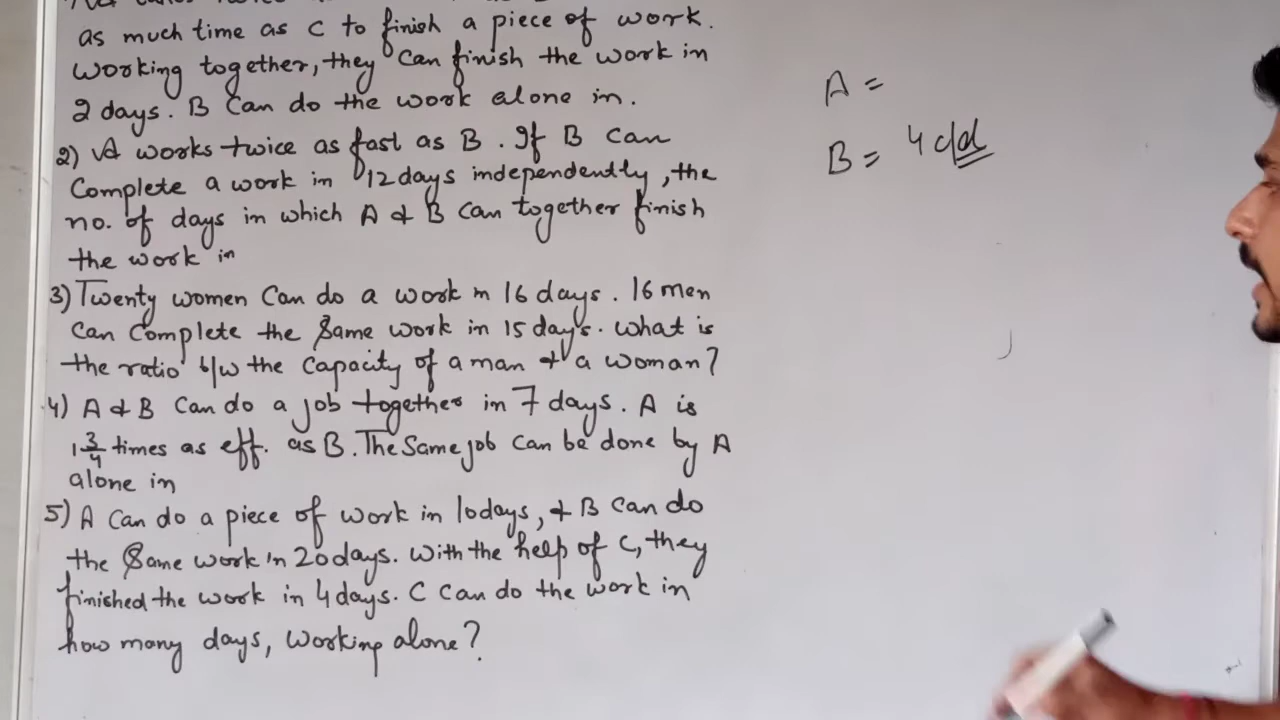 as much time as C to finish a piece of work.
Working together, they can finish the work in
2 days. B can do the work alone in.
2) A works twice as fast as B. If B can
Complete a work in 12 days independently, the
no. of days in which A & B can together finish
the work in
3) Twenty women can do a work in 16 days. 16 men
can complete the same work in 15 days. what is
the ratio b/w the capacity of a man & a woman?
4) A & B can do a job together in 7 days. A is
1 3/4 times as eff. as B. The same job can be done by A
alone in
5) A can do a piece of work in 10 days, & B can do
the same work in 20 days. With the help of C, they
finished the work in 4 days. C can do the work in
how many days, working alone?
A =
B = 4